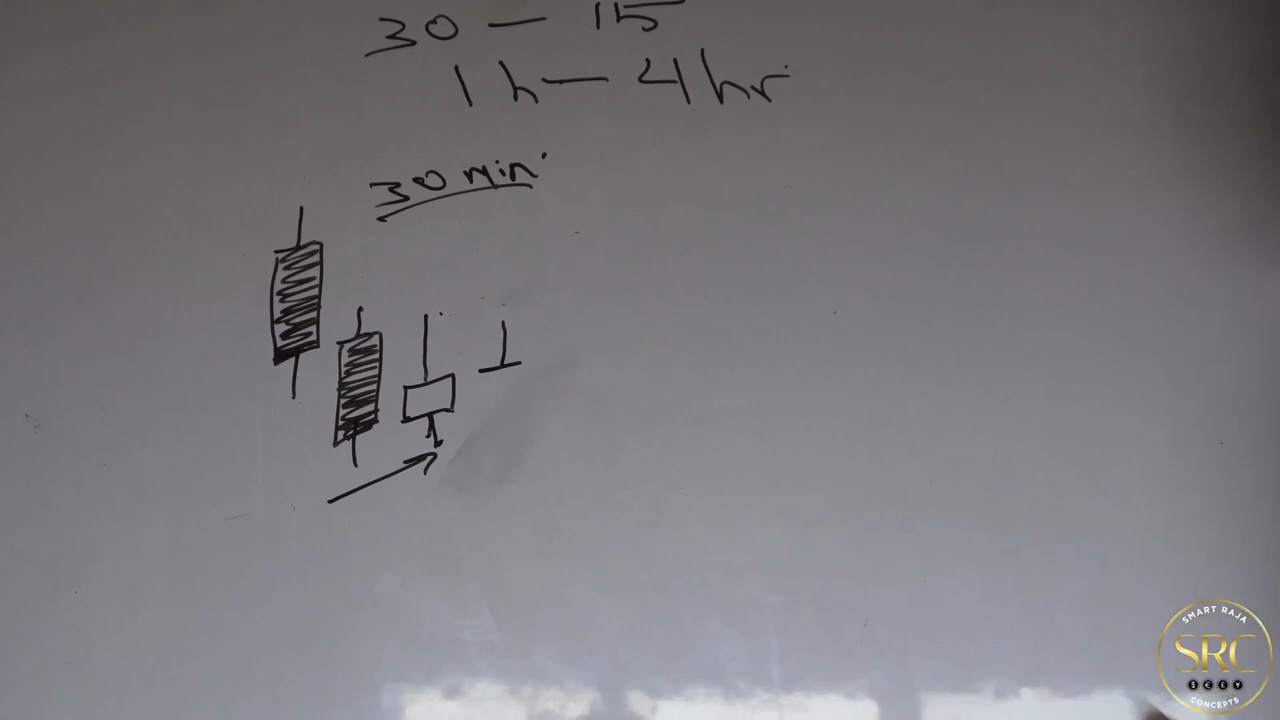 30 — 15
1 h — 4 hr
30 min
SMART RAJA
SRC
CONCEPTS